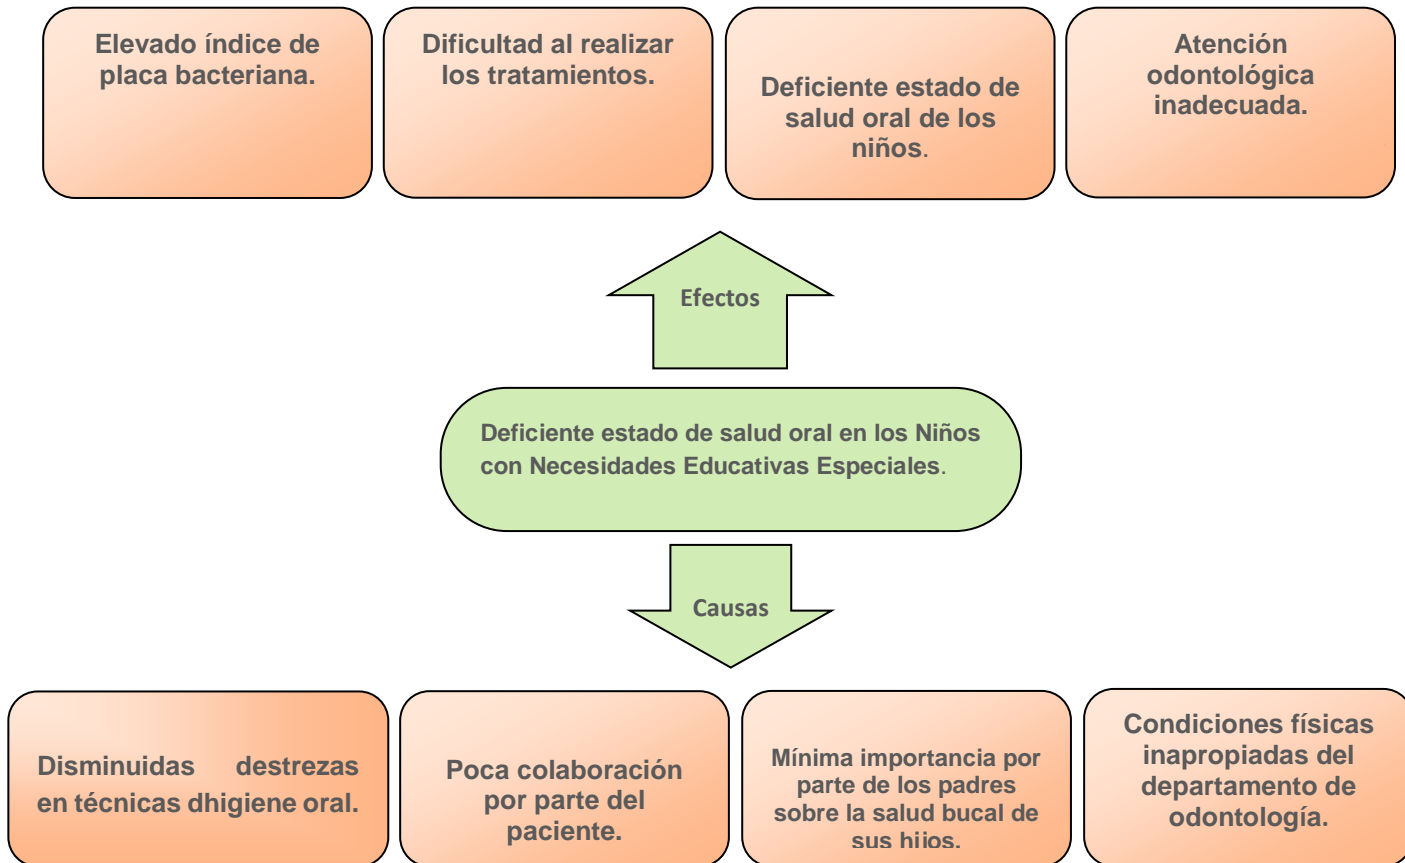 Elevado índice de
placa bacteriana.
Dificultad al realizar
los tratamientos.
Deficiente estado de
salud oral de los
niños.
Atención
odontológica
inadecuada.
Efectos
Deficiente estado de salud oral en los Niños
con Necesidades Educativas Especiales.
Causas
Disminuidas destrezas
en técnicas dhigiene oral.
Poca colaboración
por parte del
paciente.
Mínima importancia por
parte de los padres
sobre la salud bucal de
sus hijos.
Condiciones físicas
inapropiadas del
departamento de
odontología.